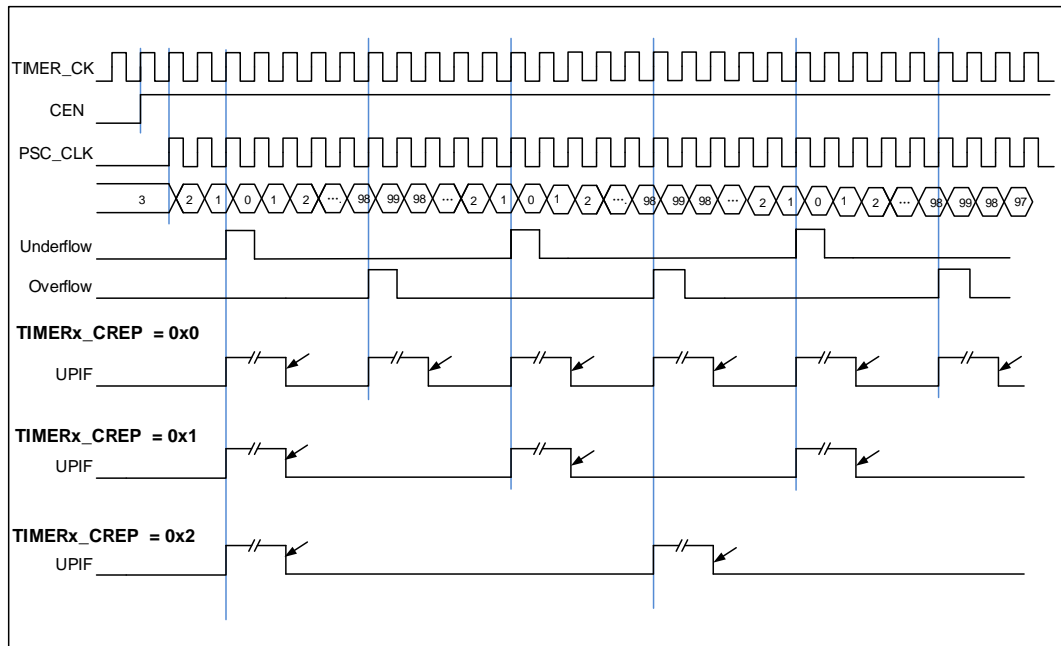 TIMER_CK
CEN
PSC_CLK
3 2 1 0 1 2 .... 98 99 98 ... 2 1 0 1 2 .... 98 99 98 ... 2 1 0 1 2 ... 98 99 98 97
Underflow
Overflow
TIMERx_CREP = 0x0
UPIF
TIMERx_CREP = 0x1
UPIF
TIMERx_CREP = 0x2
UPIF